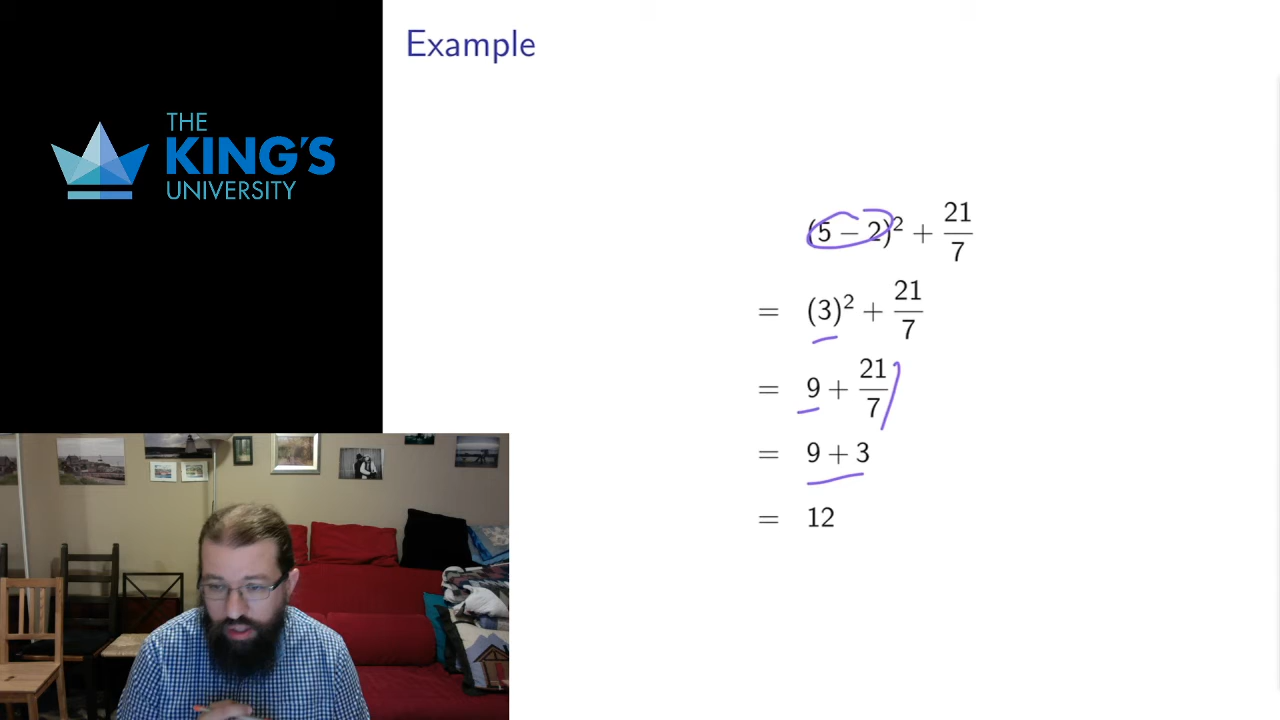 THE
KING'S
UNIVERSITY
Example
(5 − 2)² + 21/7
= (3)² + 21/7
= 9 + 21/7
= 9 + 3
= 12